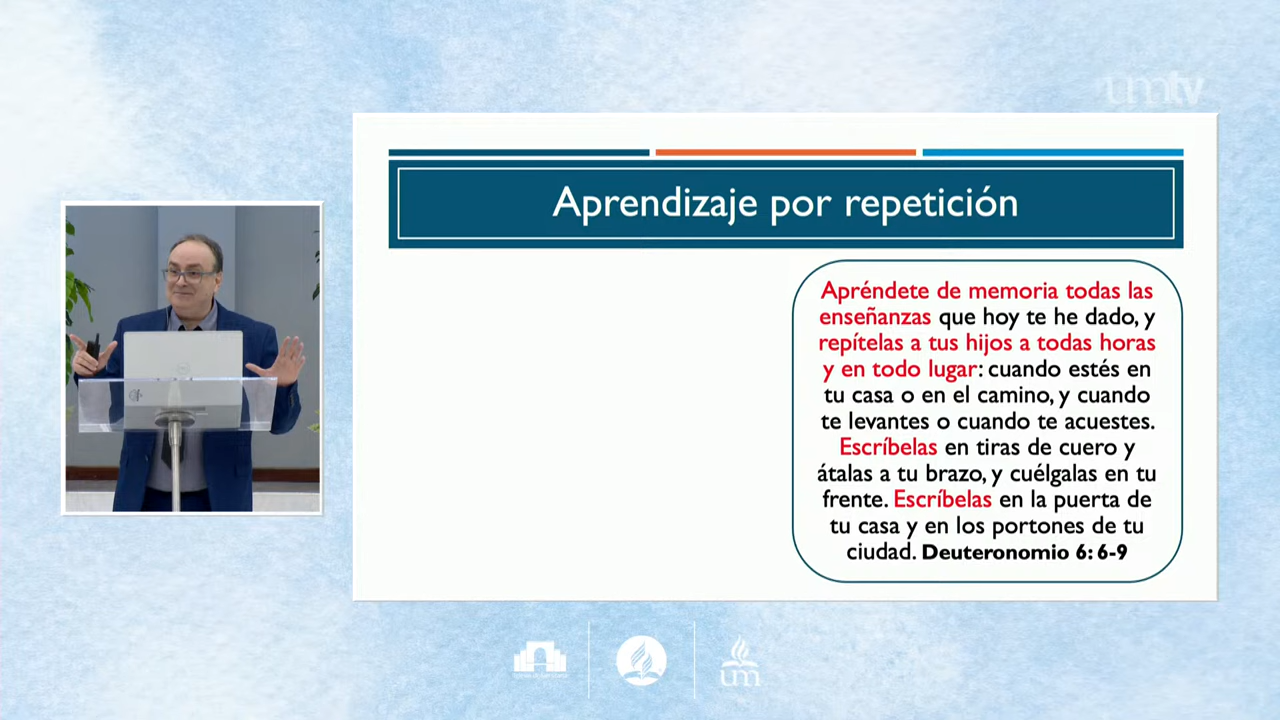 umtv
Aprendizaje por repetición
Apréndete de memoria todas las
enseñanzas que hoy te he dado, y
repítelas a tus hijos a todas horas
y en todo lugar: cuando estés en
tu casa o en el camino, y cuando
te levantes o cuando te acuestes.
Escríbelas en tiras de cuero y
átalas a tu brazo, y cuélgalas en tu
frente. Escríbelas en la puerta de
tu casa y en los portones de tu
ciudad. Deuteronomio 6: 6-9
um